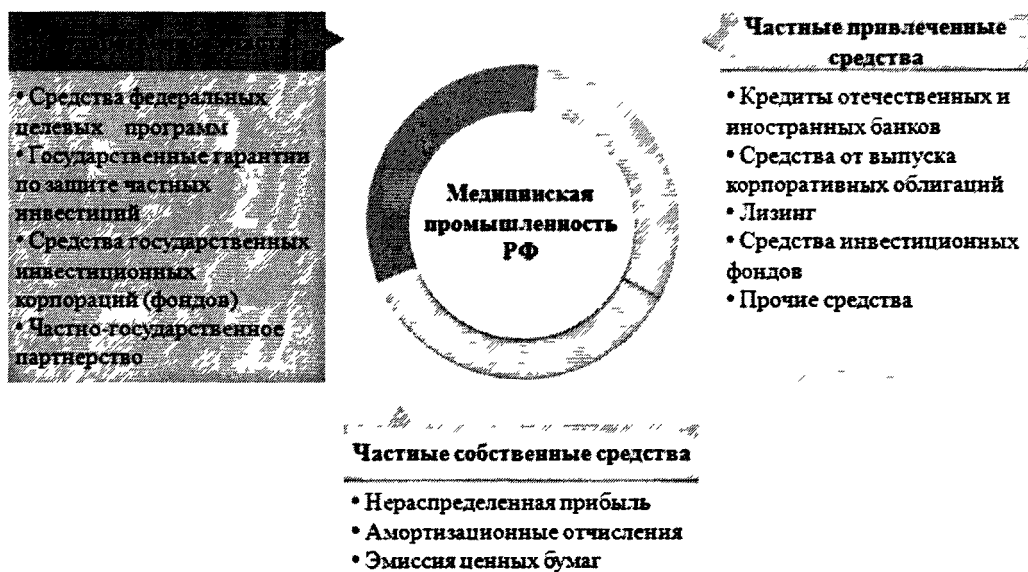 • Средства федеральных
целевых программ
• Государственные гарантии
по защите частных
инвестиций
• Средства государственных
инвестиционных
корпораций (фондов)
• Частно-государственное
партнерство
Медицинская
промышленность
РФ
Частные привлеченные
средства
• Кредиты отечественных и
иностранных банков
• Средства от выпуска
корпоративных облигаций
• Лизинг
• Средства инвестиционных
фондов
• Прочие средства
Частные собственные средства
• Нераспределенная прибыль
• Амортизационные отчисления
• Эмиссия ценных бумаг